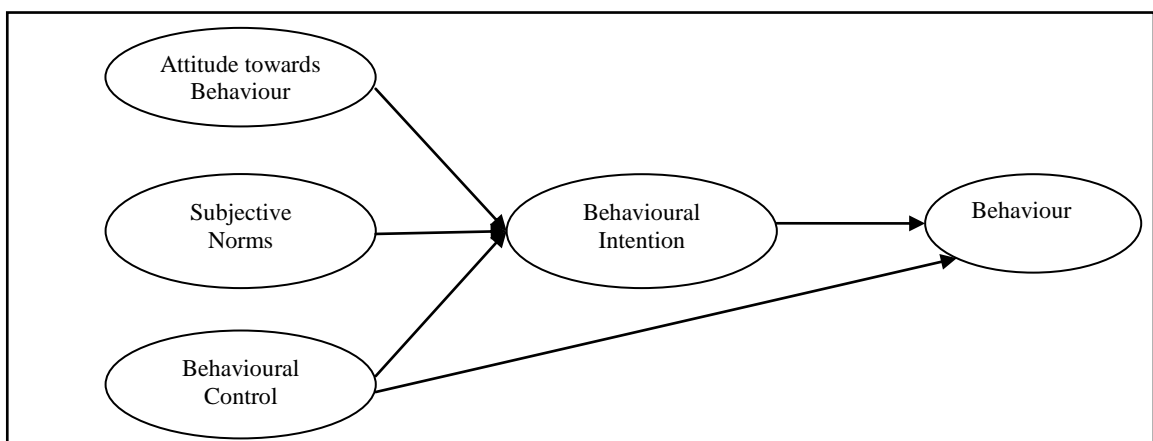 Attitude towards
Behaviour
Subjective
Norms
Behavioural
Intention
Behaviour
Behavioural
Control